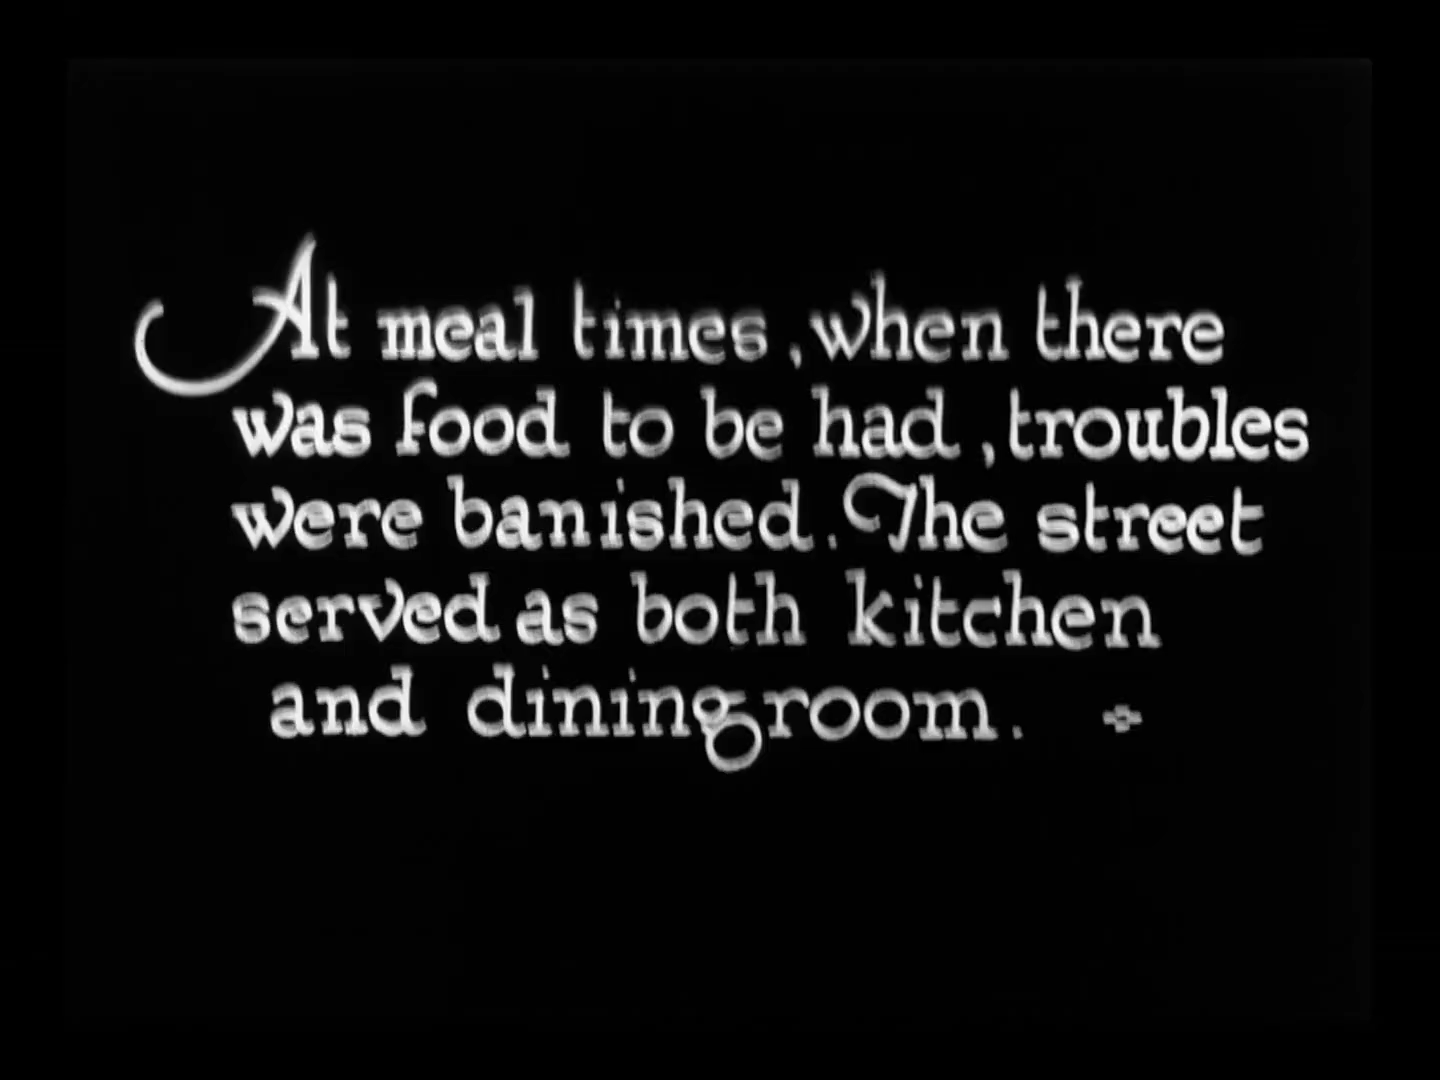 At meal times, when there
was food to be had, troubles
were banished. The street
served as both kitchen
and dining room.